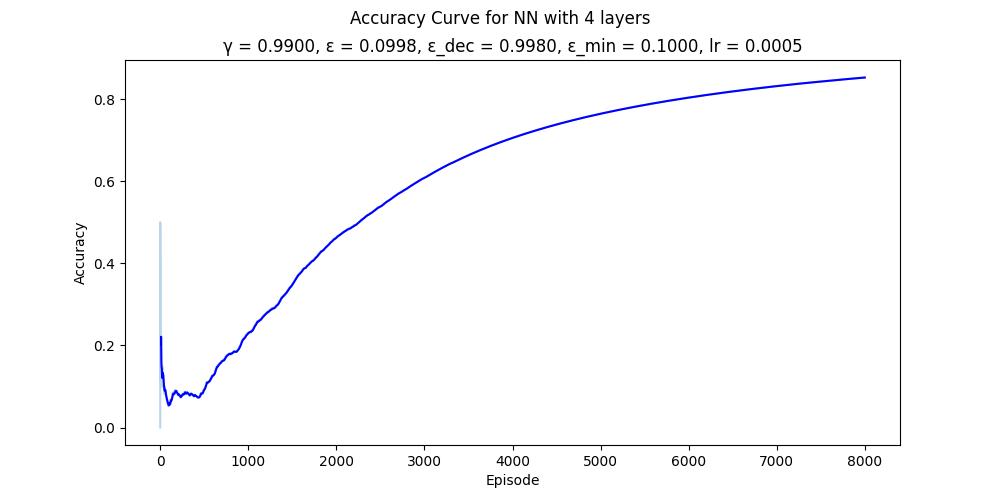 Accuracy Curve for NN with 4 layers
γ = 0.9900, ε = 0.0998, ε_dec = 0.9980, ε_min = 0.1000, lr = 0.0005
0.8
0.6
0.4
0.2
0.0
Accuracy
0 1000 2000 3000 4000 5000 6000 7000 8000
Episode